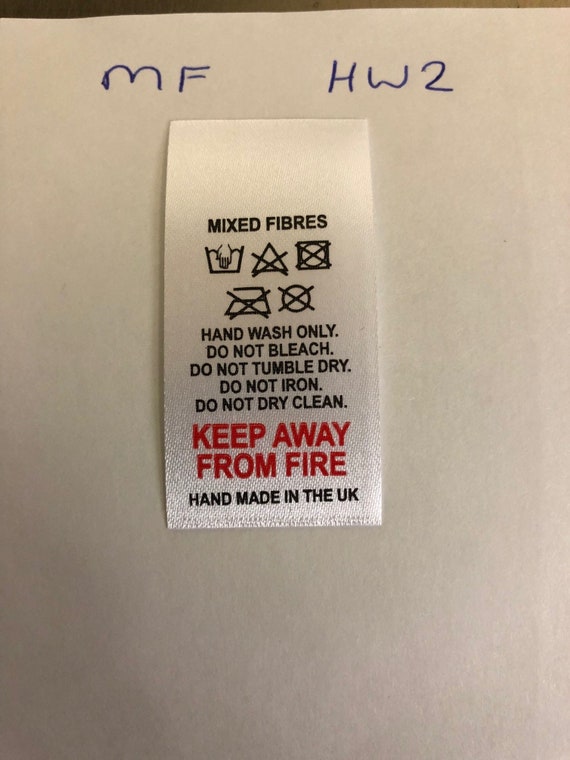 MF HW2
MIXED FIBRES
HAND WASH ONLY.
DO NOT BLEACH.
DO NOT TUMBLE DRY.
DO NOT IRON.
DO NOT DRY CLEAN.
KEEP AWAY
FROM FIRE
HAND MADE IN THE UK